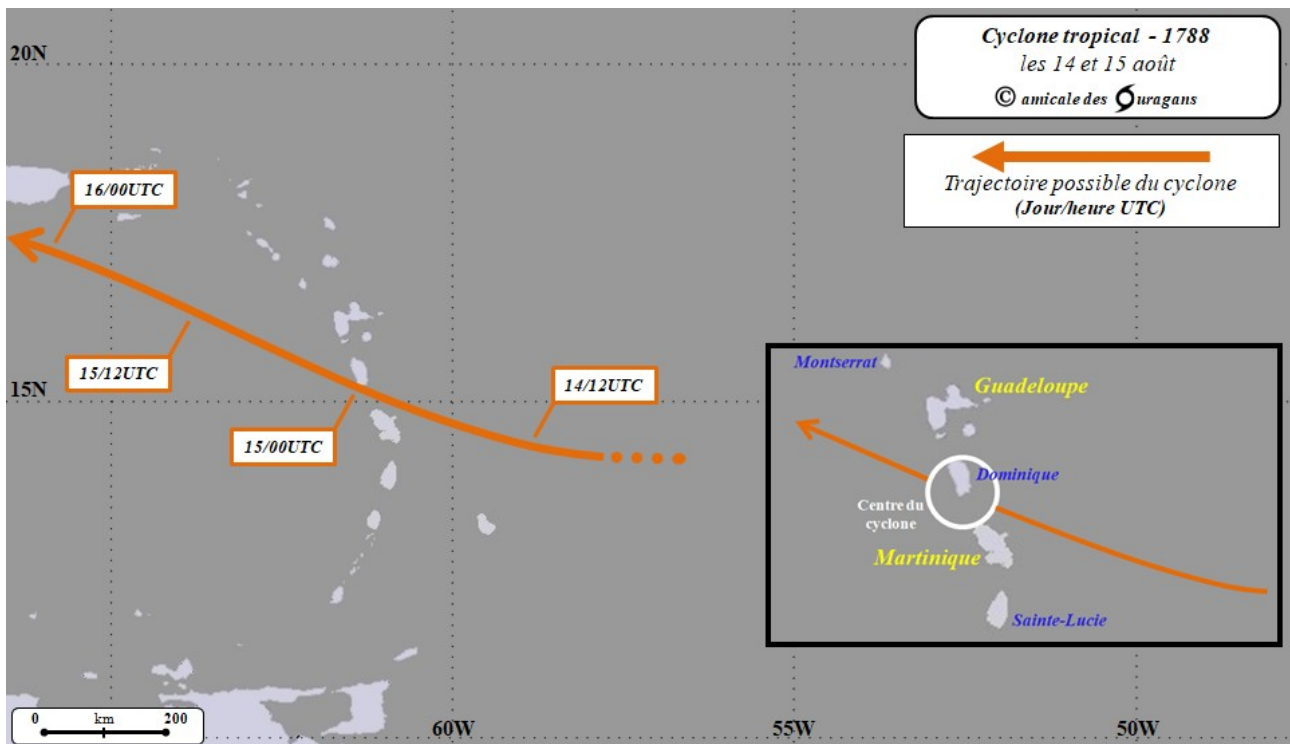 Cyclone tropical - 1788
les 14 et 15 août
© amicale des Ouragans
20N
16/00UTC
Trajectoire possible du cyclone
(Jour/heure UTC)
15/12UTC
14/12UTC
15N
15/00UTC
Montserrat
Guadeloupe
Dominique
Centre du
cyclone
Martinique
Sainte-Lucie
0 km 200
60W
55W
50W